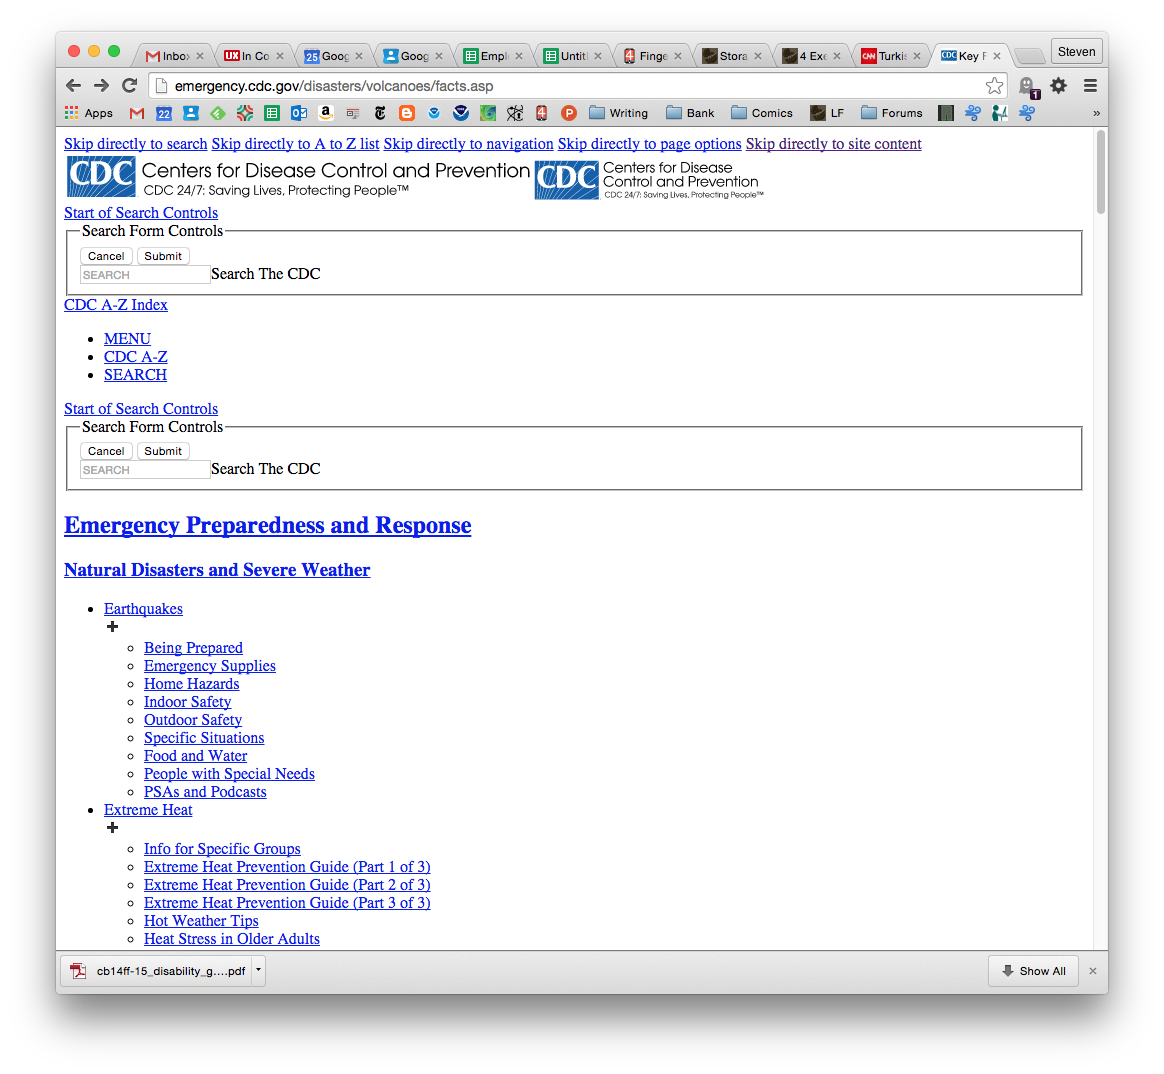 Inbox
In Co
Goog
Goog
Emplo
Untitl
Finge
Stora
4 Exe
Turkis
Key F
Steven
emergency.cdc.gov/disasters/volcanoes/facts.asp
Apps
Writing
Bank
Comics
LF
Forums
»
Skip directly to search Skip directly to A to Z list Skip directly to navigation Skip directly to page options Skip directly to site content
CDC Centers for Disease Control and Prevention
CDC 24/7: Saving Lives, Protecting People™
CDC Centers for Disease
Control and Prevention
CDC 24/7: Saving Lives, Protecting People™
Start of Search Controls
Search Form Controls
Cancel Submit
SEARCH Search The CDC
CDC A-Z Index
MENU
CDC A-Z
SEARCH
Start of Search Controls
Search Form Controls
Cancel Submit
SEARCH Search The CDC
Emergency Preparedness and Response
Natural Disasters and Severe Weather
Earthquakes
Being Prepared
Emergency Supplies
Home Hazards
Indoor Safety
Outdoor Safety
Specific Situations
Food and Water
People with Special Needs
PSAs and Podcasts
Extreme Heat
Info for Specific Groups
Extreme Heat Prevention Guide (Part 1 of 3)
Extreme Heat Prevention Guide (Part 2 of 3)
Extreme Heat Prevention Guide (Part 3 of 3)
Hot Weather Tips
Heat Stress in Older Adults
cb14ff-15_disability_g....pdf
Show All